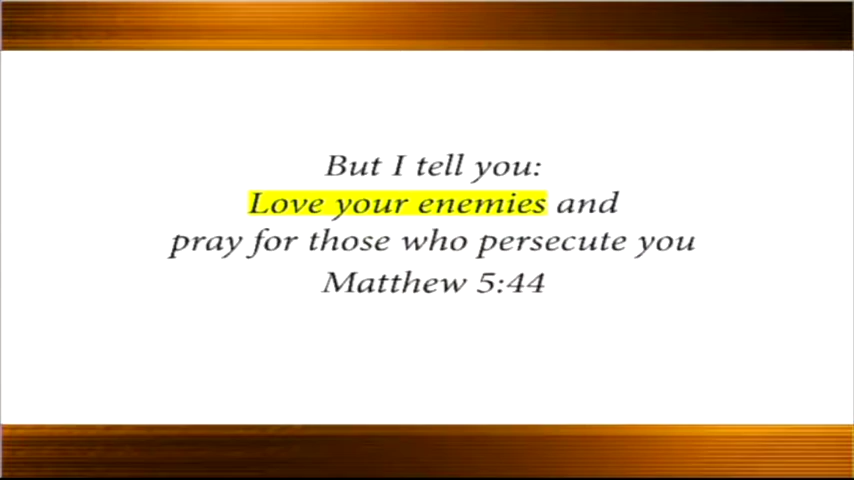 But I tell you:
Love your enemies and
pray for those who persecute you
Matthew 5:44